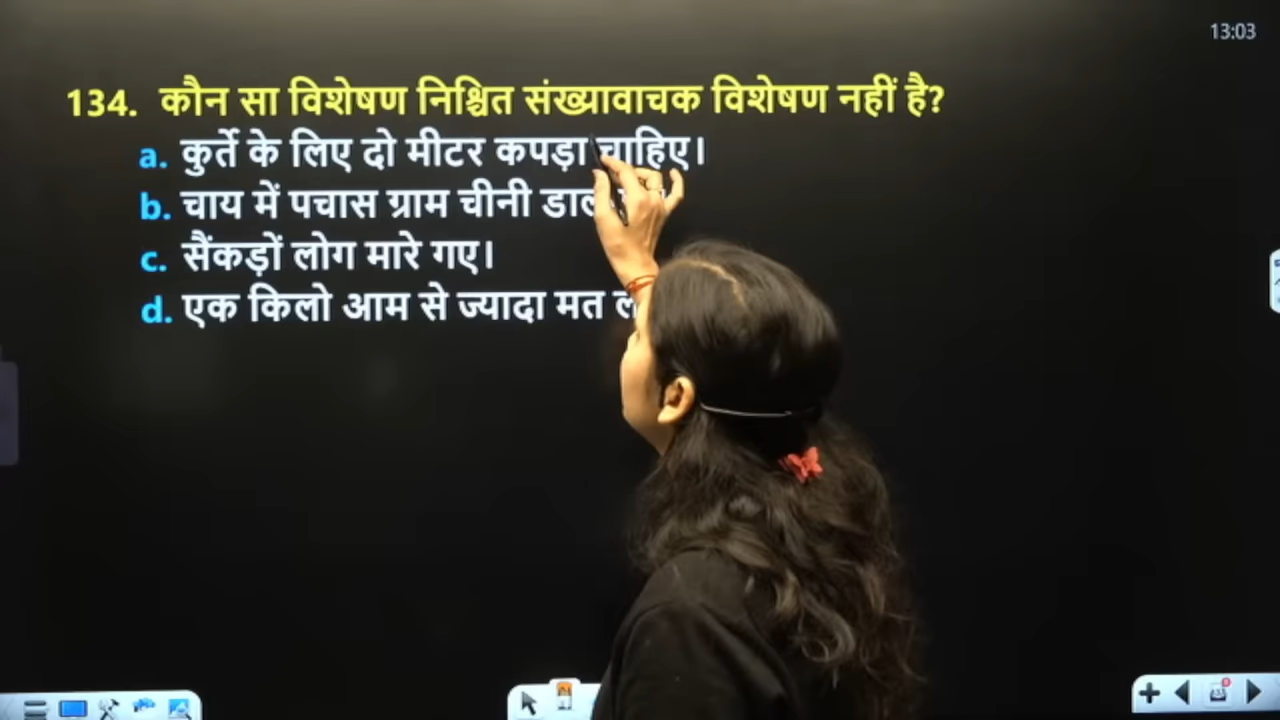 13:03
134. कौन सा विशेषण निश्चित संख्यावाचक विशेषण नहीं है?
a. कुर्ते के लिए दो मीटर कपड़ा चाहिए।
b. चाय में पचास ग्राम चीनी
c. सैंकड़ों लोग मारे गए।
d. एक किलो आम से ज्यादा मत